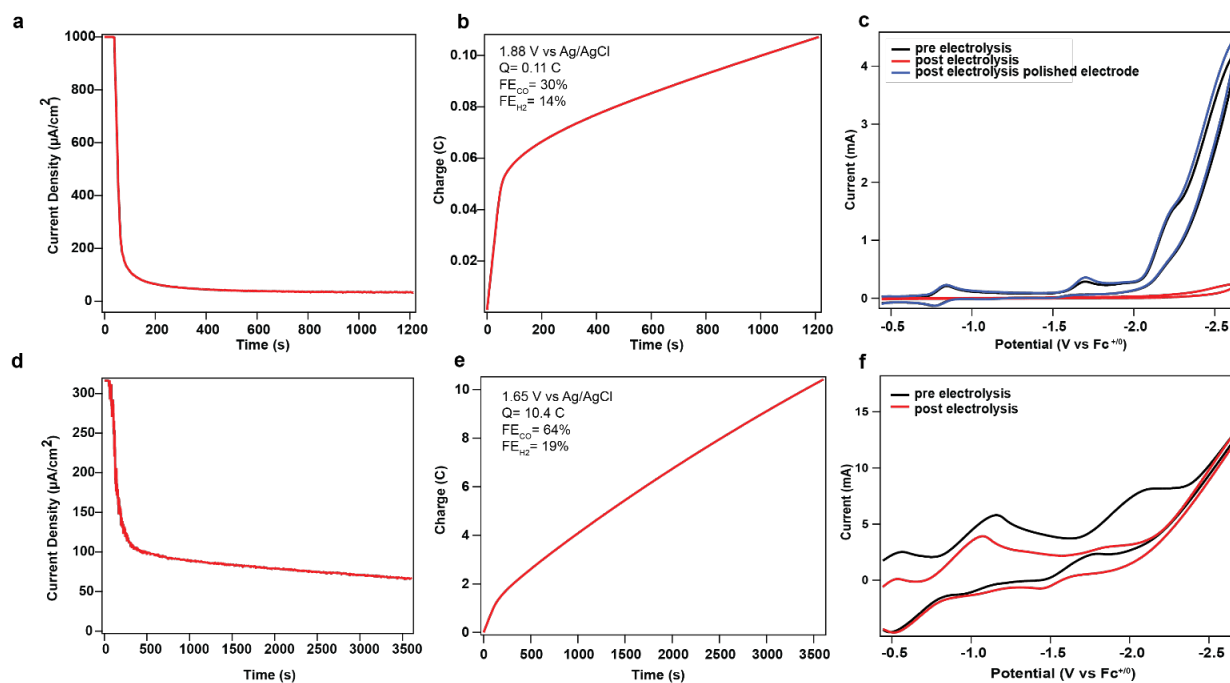 a
Current Density (µA/cm²)
1000
800
600
400
200
0
0 200 400 600 800 1000 1200
Time (s)
b
Charge (C)
0.10
0.08
0.06
0.04
0.02
1.88 V vs Ag/AgCl
Q= 0.11 C
FE_CO= 30%
FE_H2= 14%
0 200 400 600 800 1000 1200
Time (s)
c
Current (mA)
4
3
2
1
0
pre electrolysis
post electrolysis
post electrolysis polished electrode
-0.5 -1.0 -1.5 -2.0 -2.5
Potential (V vs Fc⁺ᐟ⁰)
d
Current Density (µA/cm²)
300
250
200
150
100
50
0
0 500 1000 1500 2000 2500 3000 3500
Time (s)
e
Charge (C)
10
8
6
4
2
0
1.65 V vs Ag/AgCl
Q= 10.4 C
FE_CO= 64%
FE_H2= 19%
0 500 1000 1500 2000 2500 3000 3500
Time (s)
f
Current (mA)
15
10
5
0
pre electrolysis
post electrolysis
-0.5 -1.0 -1.5 -2.0 -2.5
Potential (V vs Fc⁺ᐟ⁰)